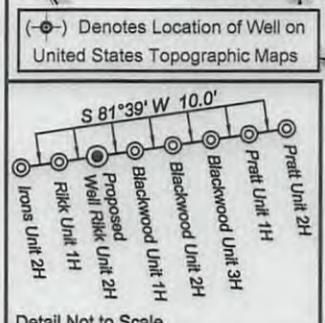 (-⊙-) Denotes Location of Well on
United States Topographic Maps
S 81°39' W 10.0'
Irons Unit 2H
Rikk Unit 1H
Proposed
Well Rikk Unit 2H
Blackwood Unit 1H
Blackwood Unit 2H
Blackwood Unit 3H
Pratt Unit 1H
Pratt Unit 2H
Detail Not to Scale